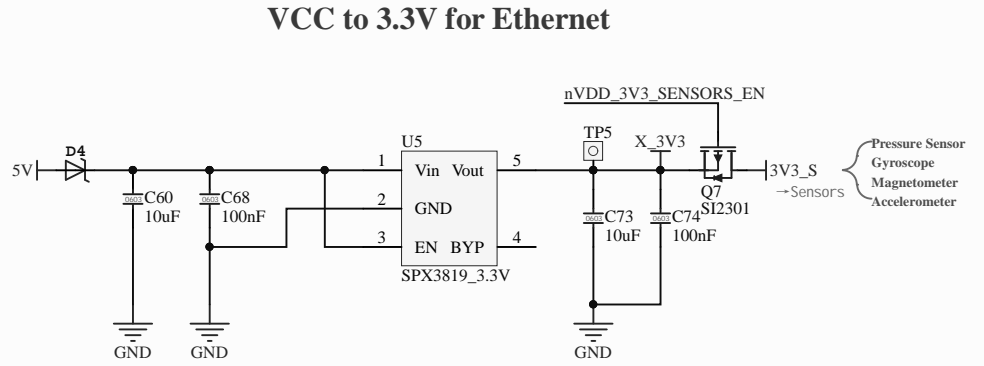 VCC to 3.3V for Ethernet
nVDD_3V3_SENSORS_EN
D4
5V
U5
1
Vin
Vout
5
2
GND
3
EN
BYP
4
SPX3819_3.3V
C60
0603
10uF
C68
0603
100nF
GND
GND
TP5
X_3V3
C73
0603
10uF
C74
0603
100nF
GND
Q7
SI2301
3V3_S
→Sensors
Pressure Sensor
Gyroscope
Magnetometer
Accelerometer